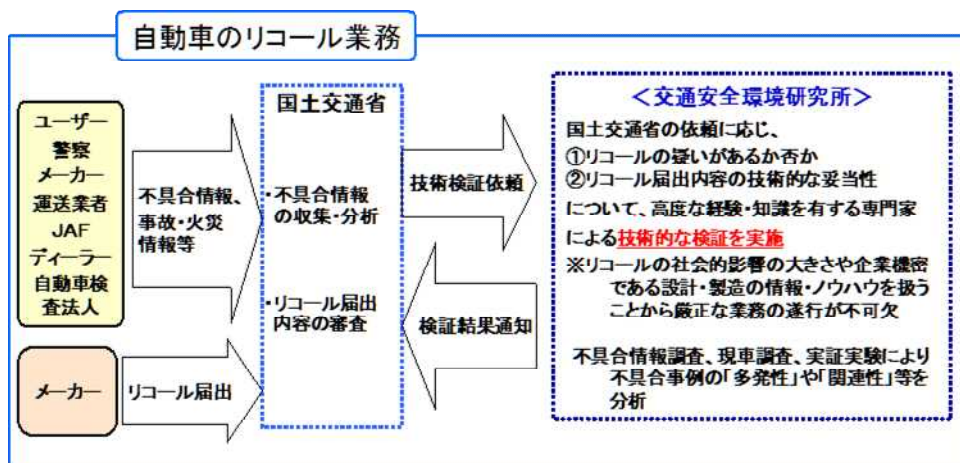 自動車のリコール業務
ユーザー
警察
メーカー
運送業者
JAF
ディーラー
自動車検
査法人
不具合情報、
事故・火災
情報等
メーカー
リコール届出
国土交通省
・不具合情報
の収集・分析
・リコール届出
内容の審査
技術検証依頼
検証結果通知
＜交通安全環境研究所＞
国土交通省の依頼に応じ、
①リコールの疑いがあるか否か
②リコール届出内容の技術的な妥当性
について、高度な経験・知識を有する専門家
による技術的な検証を実施
※リコールの社会的影響の大きさや企業機密
である設計・製造の情報・ノウハウを扱う
ことから厳正な業務の遂行が不可欠
不具合情報調査、現車調査、実証実験により
不具合事例の「多発性」や「関連性」等を
分析